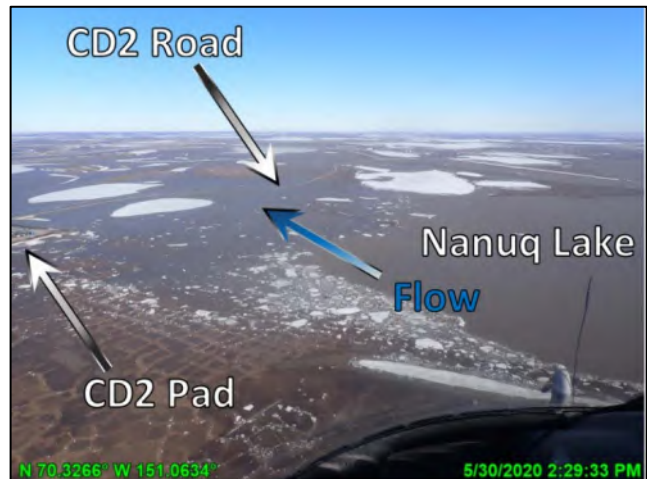 CD2 Road
Nanuq Lake
Flow
CD2 Pad
N 70.3266° W 151.0634°
5/30/2020 2:29:33 PM